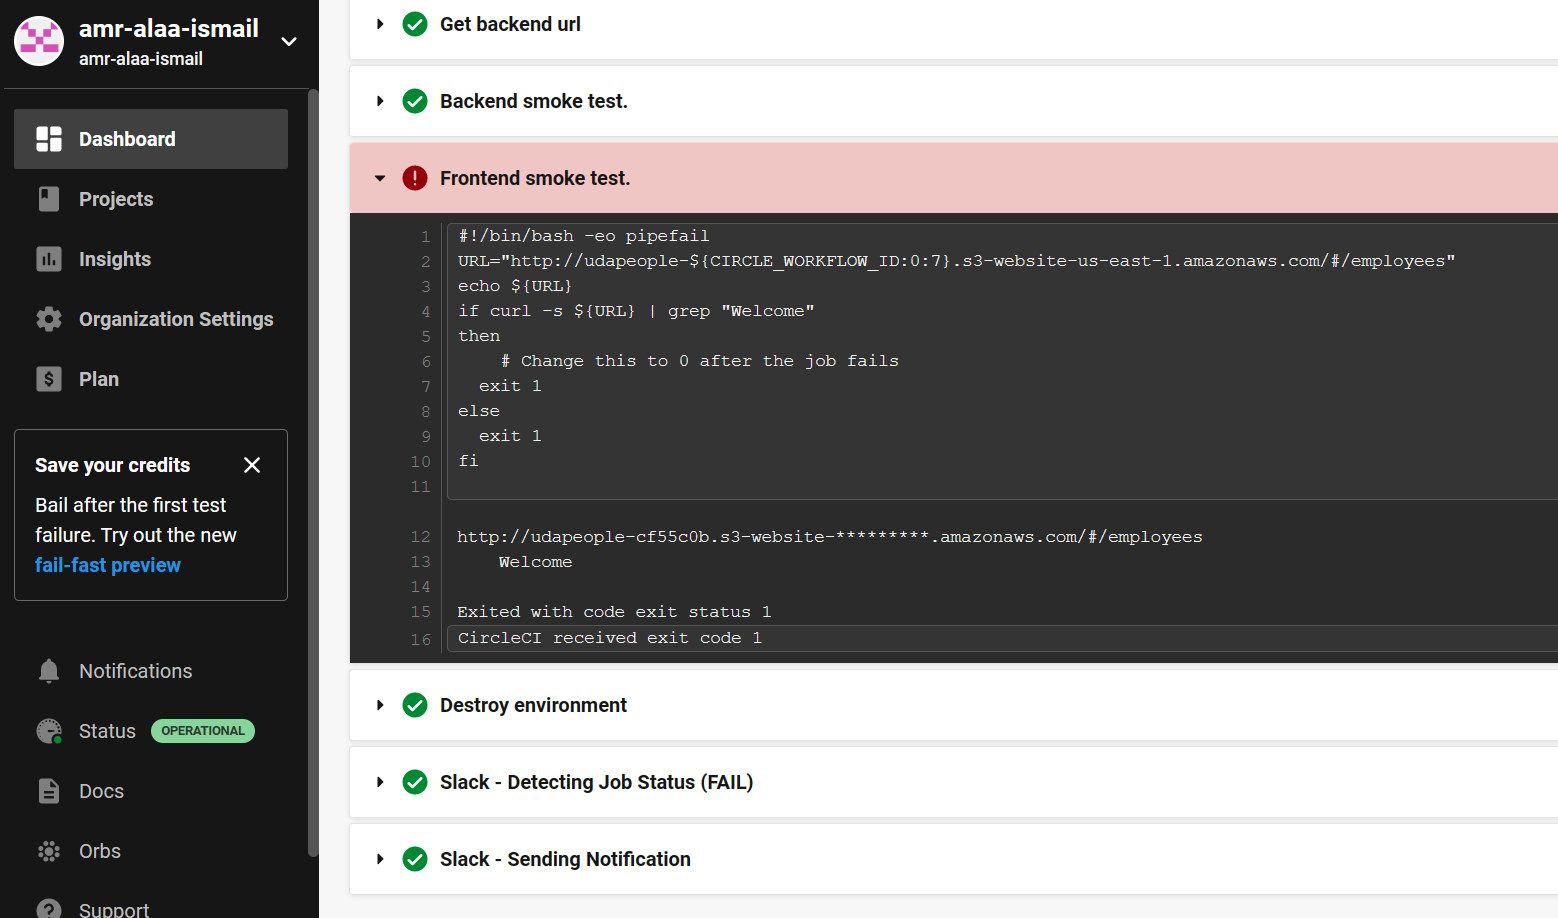 amr-alaa-ismail
amr-alaa-ismail
Dashboard
Projects
Insights
Organization Settings
Plan
Save your credits
Bail after the first test
failure. Try out the new
fail-fast preview
Notifications
Status OPERATIONAL
Docs
Orbs
Support
Get backend url
Backend smoke test.
Frontend smoke test.
1 #!/bin/bash -eo pipefail
2 URL="http://udapeople-${CIRCLE_WORKFLOW_ID:0:7}.s3-website-us-east-1.amazonaws.com/#/employees"
3 echo ${URL}
4 if curl -s ${URL} | grep "Welcome"
5 then
6     # Change this to 0 after the job fails
7   exit 1
8 else
9   exit 1
10 fi
11
12 http://udapeople-cf55c0b.s3-website-*********.amazonaws.com/#/employees
13     Welcome
14
15 Exited with code exit status 1
16 CircleCI received exit code 1
Destroy environment
Slack - Detecting Job Status (FAIL)
Slack - Sending Notification